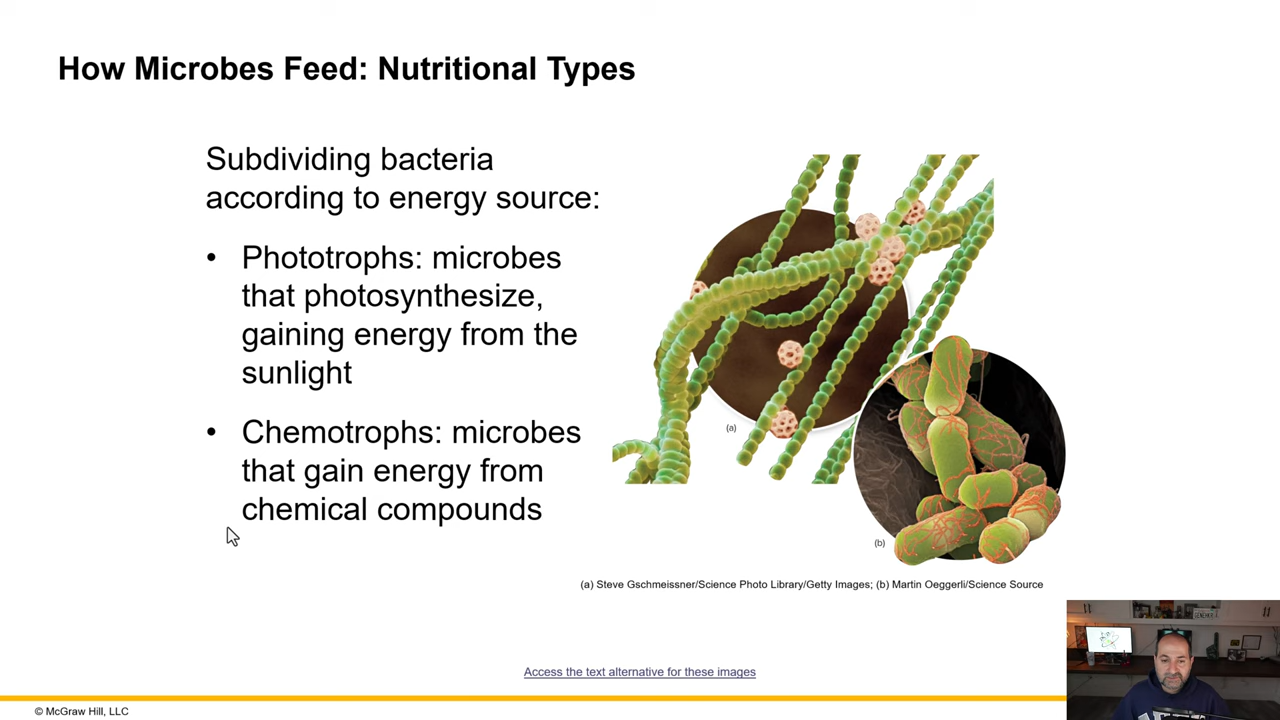 How Microbes Feed: Nutritional Types
Subdividing bacteria
according to energy source:
• Phototrophs: microbes
that photosynthesize,
gaining energy from the
sunlight
• Chemotrophs: microbes
that gain energy from
chemical compounds
(a)
(b)
(a) Steve Gschmeissner/Science Photo Library/Getty Images; (b) Martin Oeggerli/Science Source
Access the text alternative for these images
© McGraw Hill, LLC